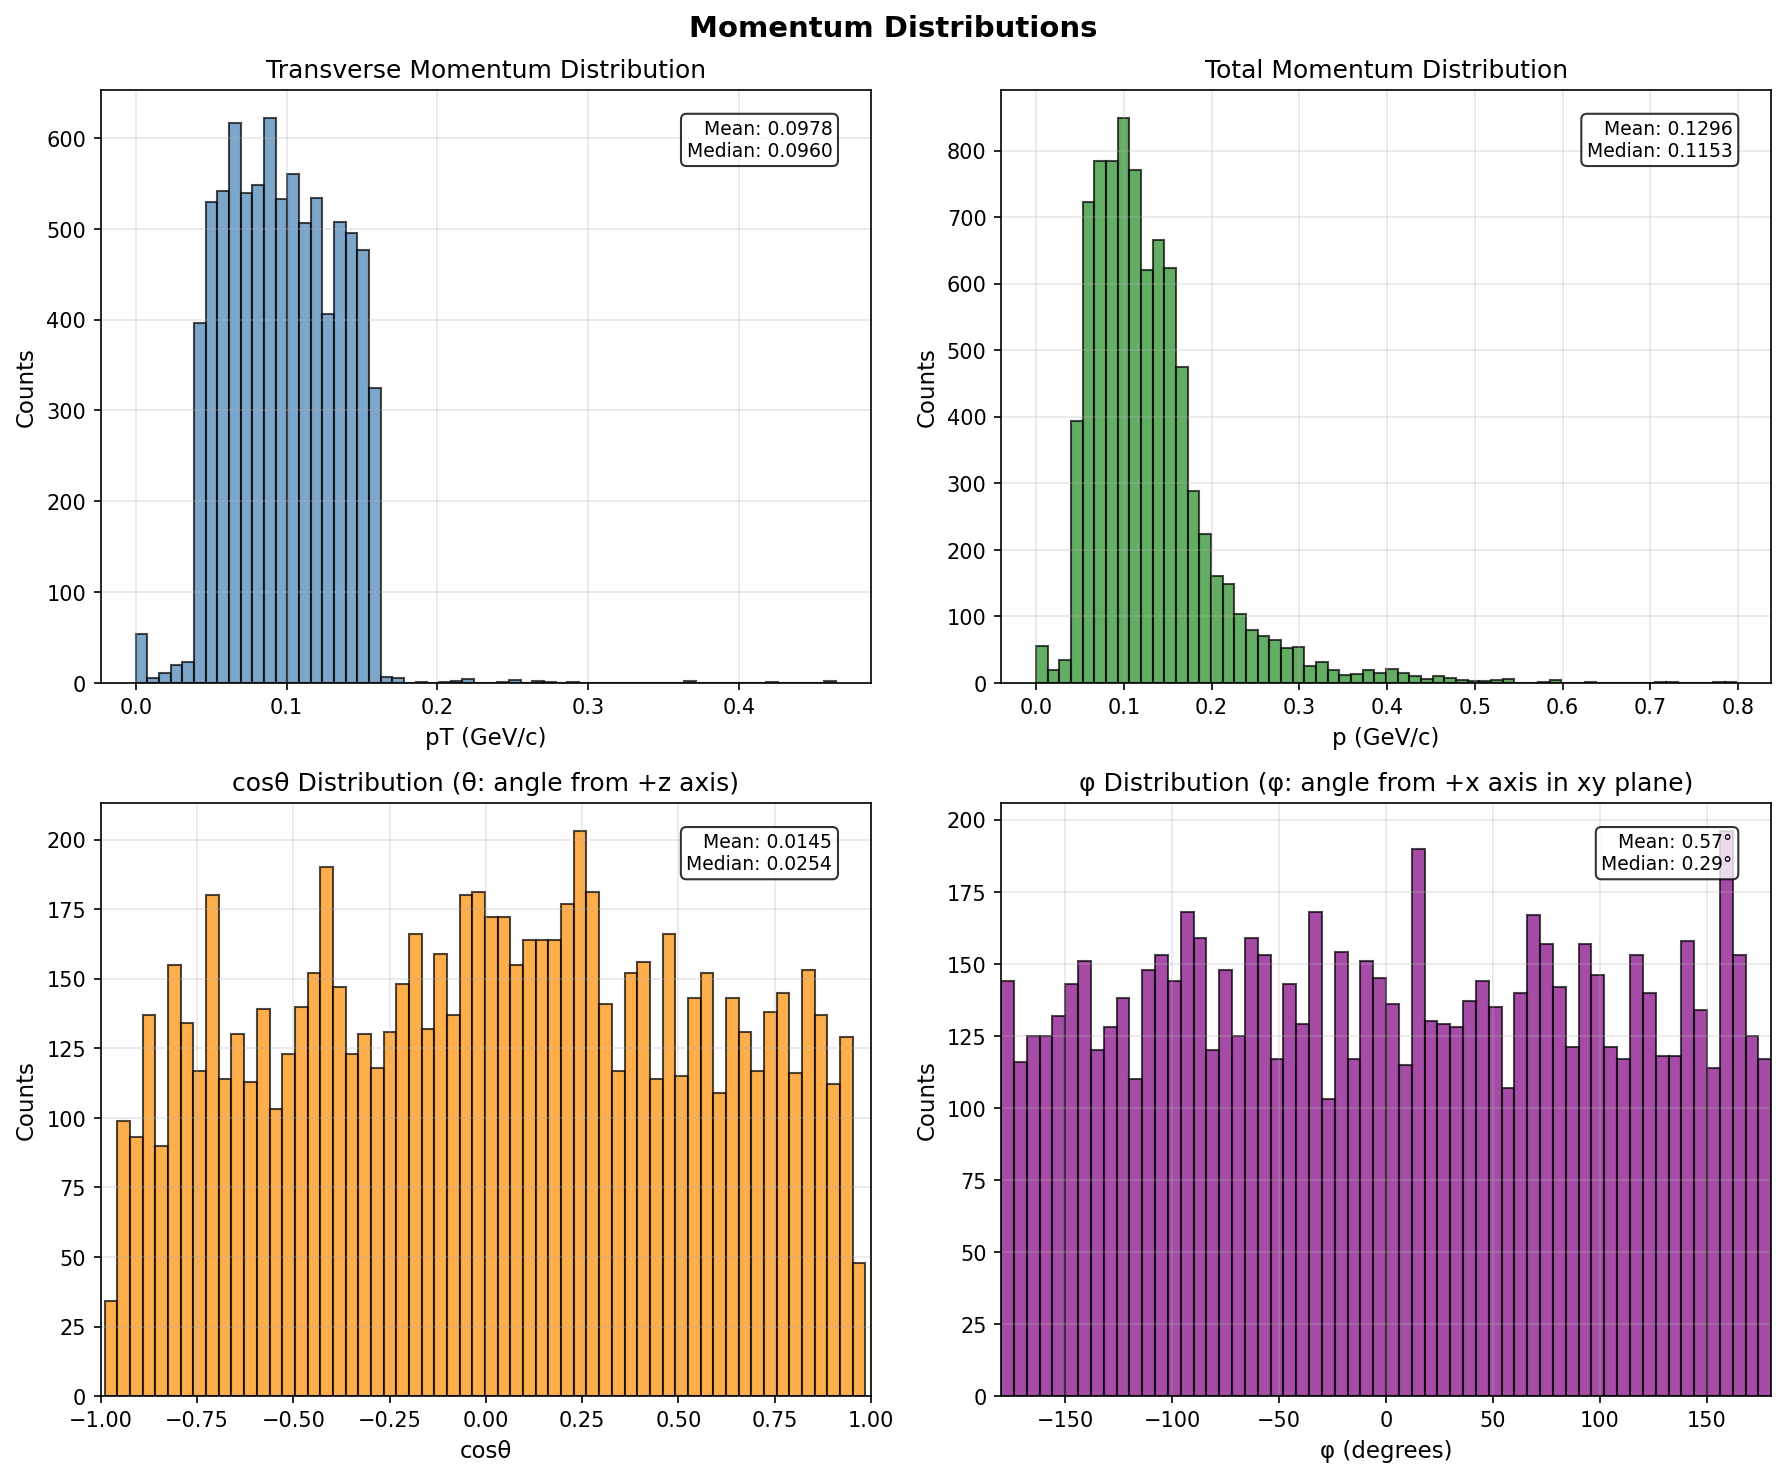 Momentum Distributions
Transverse Momentum Distribution
Mean: 0.0978
Median: 0.0960
600
500
400
300
200
100
0
Counts
0.0 0.1 0.2 0.3 0.4
pT (GeV/c)
Total Momentum Distribution
Mean: 0.1296
Median: 0.1153
800
700
600
500
400
300
200
100
0
Counts
0.0 0.1 0.2 0.3 0.4 0.5 0.6 0.7 0.8
p (GeV/c)
cosθ Distribution (θ: angle from +z axis)
Mean: 0.0145
Median: 0.0254
200
175
150
125
100
75
50
25
0
Counts
−1.00 −0.75 −0.50 −0.25 0.00 0.25 0.50 0.75 1.00
cosθ
φ Distribution (φ: angle from +x axis in xy plane)
Mean: 0.57°
Median: 0.29°
200
175
150
125
100
75
50
25
0
Counts
−150 −100 −50 0 50 100 150
φ (degrees)